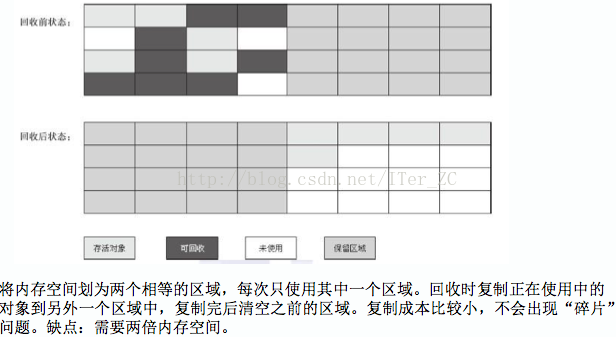 回收前状态：
回收后状态：
http://blog.csdn.net/ITer_ZC
存活对象 可回收 未使用 保留区域
将内存空间划为两个相等的区域，每次只使用其中一个区域。回收时复制正在使用中的
对象到另外一个区域中，复制完后清空之前的区域。复制成本比较小，不会出现“碎片”
问题。缺点：需要两倍内存空间。